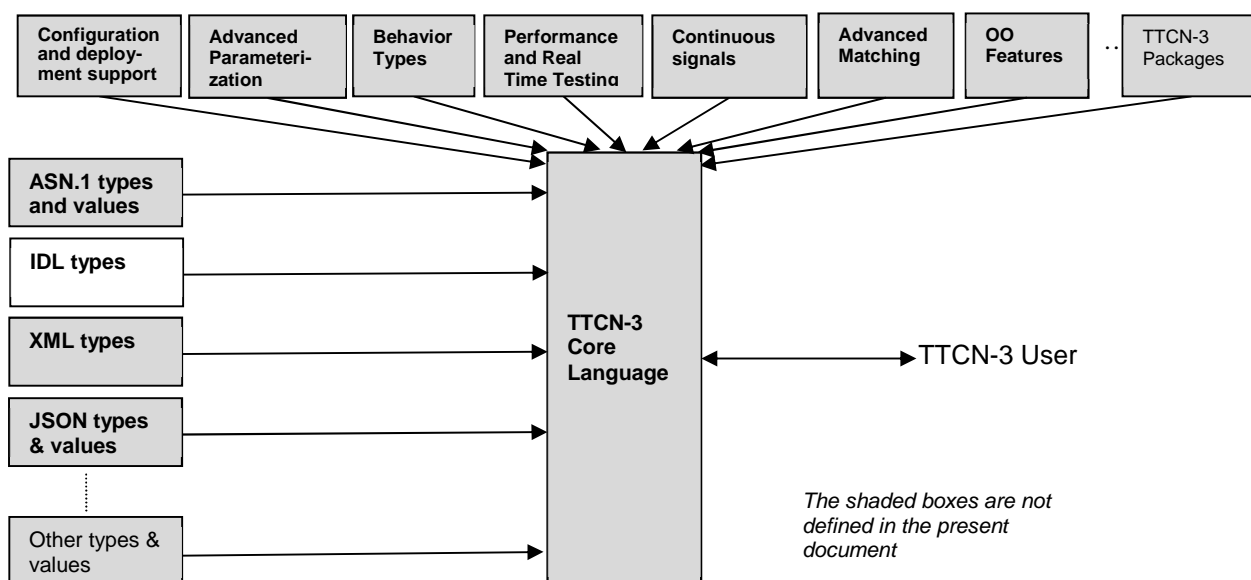 Configuration
and deploy-
ment support
Advanced
Parameteri-
zation
Behavior
Types
Performance
and Real
Time Testing
Continuous
signals
Advanced
Matching
OO
Features
..
TTCN-3
Packages
ASN.1 types
and values
IDL types
XML types
JSON types
& values
Other types &
values
TTCN-3
Core
Language
TTCN-3 User
The shaded boxes are not
defined in the present
document